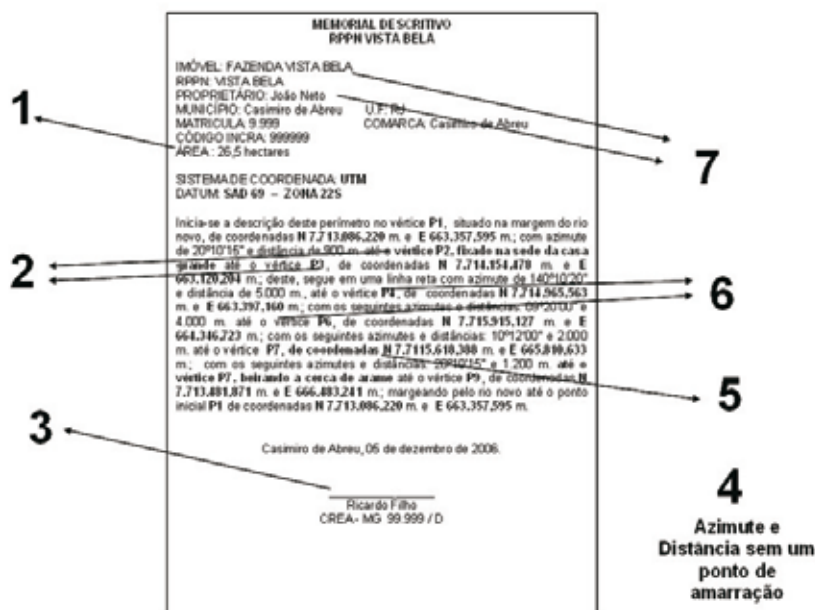 MEMORIAL DESCRITIVO
RPPN VISTA BELA
IMÓVEL: FAZENDA VISTA BELA
RPPN: VISTA BELA
PROPRIETÁRIO: João Neto
MUNICÍPIO: Casimiro de Abreu U.F: RJ
MATRICULA: 9.999 COMARCA: Casimiro de Abreu
CÓDIGO INCRA: 999999
ÁREA : 26,5 hectares
SISTEMA DE COORDENADA: UTM
DATUM: SAD 69 – ZONA 22S
Inicia-se a descrição deste perímetro no vértice P1, situado na margem do rio
novo, de coordenadas N 7.713.086,220 m. e E 663,357,595 m.; com azimute
de 20º10'16" e distância de 900 m. até o vértice P2, fixado na sede da casa
grande até o vértice P3, de coordenadas N 7.714.154,478 m. e E
663.120,204 m.; deste, segue em uma linha reta com azimute de 140º10'20"
e distância de 5.000 m., até o vértice P4, de coordenadas N 7.714,965,563
m. e E 663.397,160 m.; com os seguintes azimutes e distâncias: 09º20'00" e
4.000 m. até o vértice P6, de coordenadas N 7.715,915,127 m. e E
664,346,723 m.; com os seguintes azimutes e distâncias: 10º12'00" e 2.000
m. até o vértice P7, de coordenadas N 7.7115,618,388 m. e E 665,810,633
m.; com os seguintes azimutes e distâncias: 20º10'15" e 1.200 m. até o
vértice P7, beirando a cerca de arame até o vértice P9, de coordenadas N
7.713.481,871 m. e E 666.483,241 m.; margeando pelo rio novo até o ponto
inicial P1 de coordenadas N 7.713.086,220 m. e E 663,357,595 m.
Casimiro de Abreu, 05 de dezembro de 2006.
Ricardo Filho
CREA- MG 99.999 / D
1
2
3
7
6
5
4
Azimute e
Distância sem um
ponto de
amarração